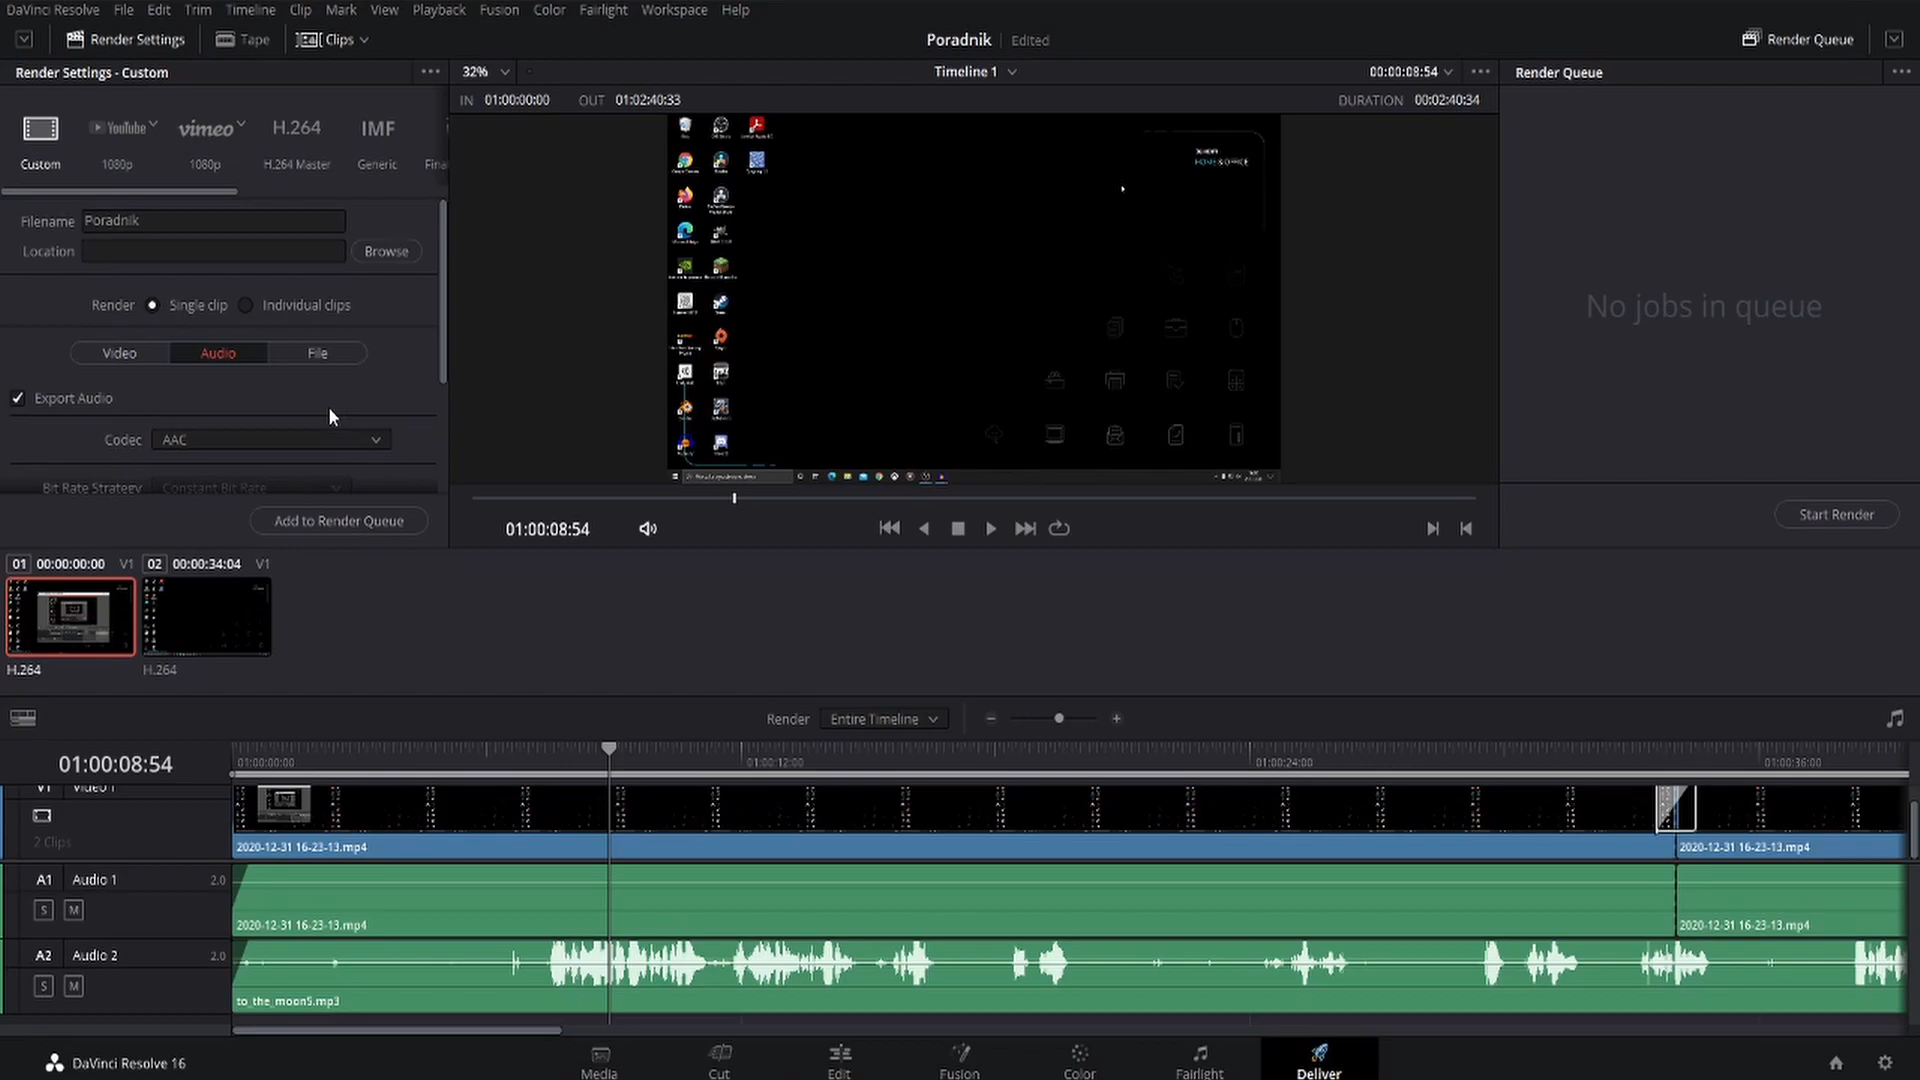 DaVinci Resolve File Edit Trim Timeline Clip Mark View Playback Fusion Color Fairlight Workspace Help
Render Settings Tape Clips Poradnik Edited Render Queue
Render Settings - Custom 32% Timeline 1 00:00:08:54 Render Queue
IN 01:00:00:00 OUT 01:02:40:33 DURATION 00:02:40:34
YouTube vimeo H.264 IMF
Custom 1080p 1080p H.264 Master Generic Fina
HOME & OFFICE
Filename Poradnik
Location Browse
Render Single clip Individual clips
No jobs in queue
Video Audio File
Export Audio
Codec AAC
Bit Rate Strategy Constant Bit Rate
Add to Render Queue
01:00:08:54
Start Render
01 00:00:00:00 V1 02 00:00:34:04 V1
H.264 H.264
Render Entire Timeline
01:00:08:54 01:00:00:00 01:00:12:00 01:00:24:00 01:00:36:00
V1 Video 1
2 Clips
2020-12-31 16-23-13.mp4 2020-12-31 16-23-13.mp4
A1 Audio 1 2.0
S M
2020-12-31 16-23-13.mp4 2020-12-31 16-23-13.mp4
A2 Audio 2 2.0
S M
to_the_moon5.mp3
DaVinci Resolve 16
Media Cut Edit Fusion Color Fairlight Deliver